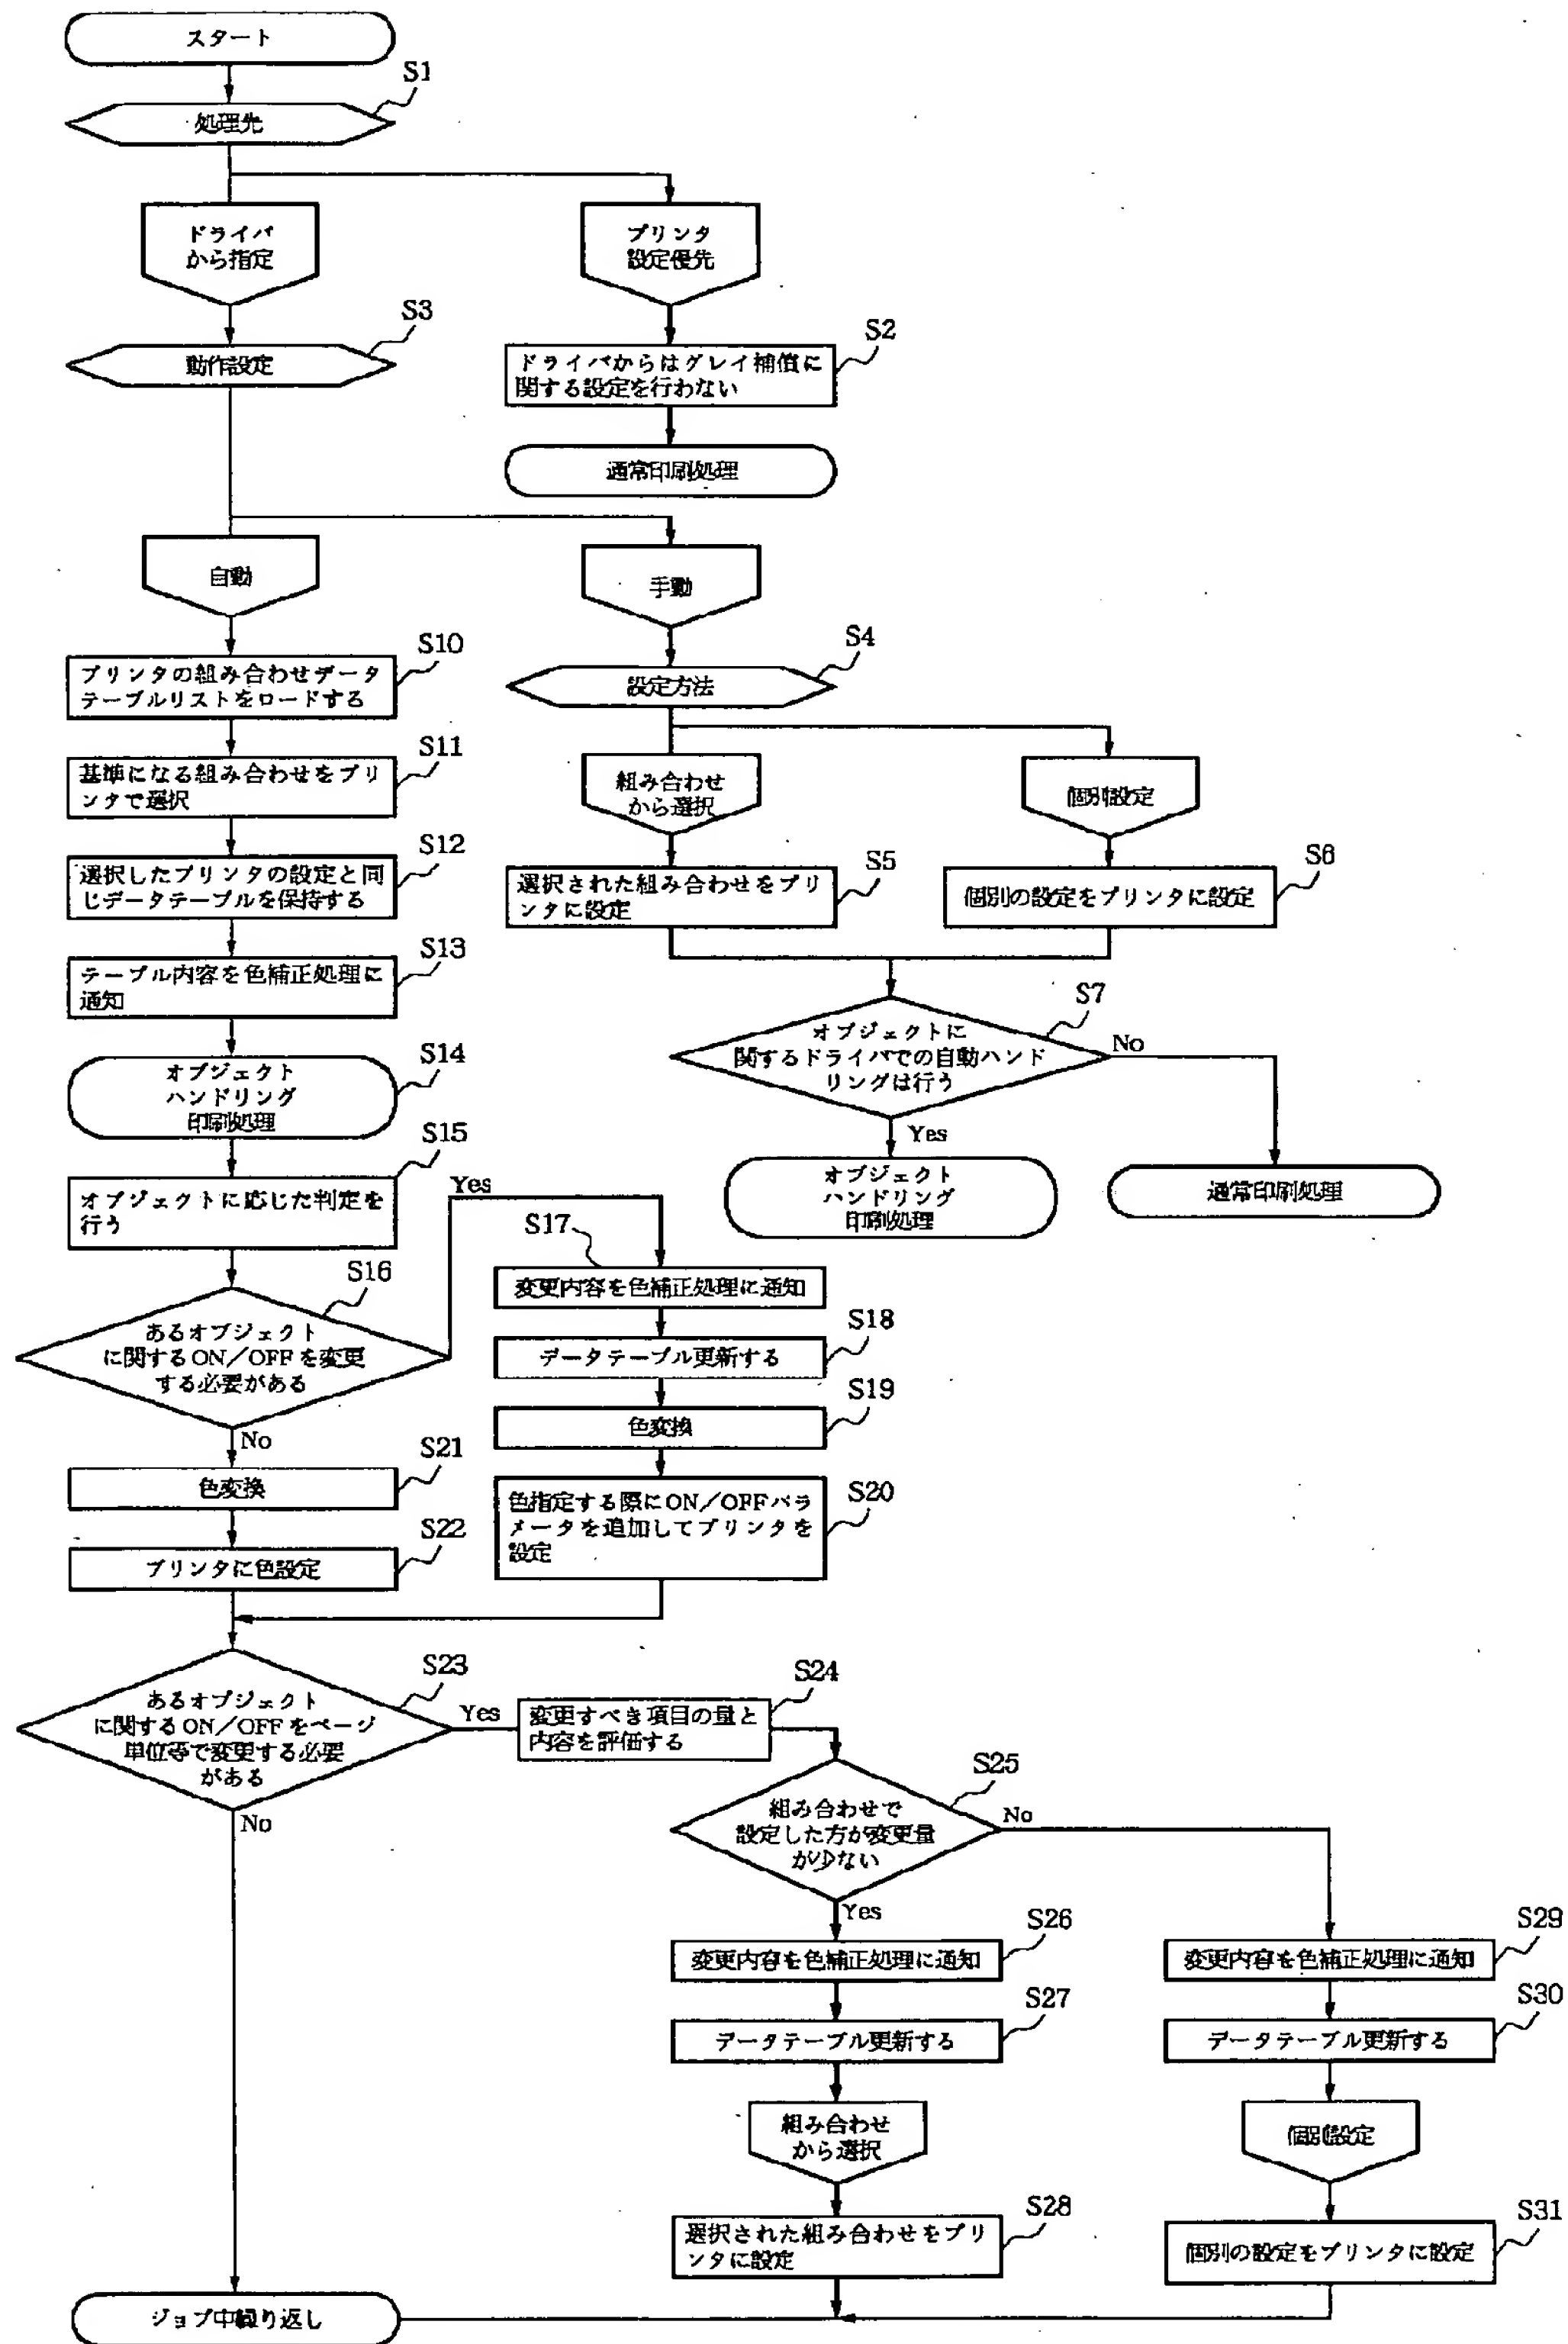 スタート
S1
処理先
ドライバ
から指定
プリンタ
設定優先
S3
動作設定
S2
ドライバからはグレイ補償に
関する設定を行わない
通常印刷処理
自動
手動
S10
プリンタの組み合わせデータ
テーブルリストをロードする
S4
設定方法
S11
基準になる組み合わせをプリ
ンタで選択
組み合わせ
から選択
個別設定
S12
選択したプリンタの設定と同
じデータテーブルを保持する
S5
選択された組み合わせをプリ
ンタに設定
S6
個別の設定をプリンタに設定
S13
テーブル内容を色補正処理に
通知
S7
オブジェクトに
関するドライバでの自動ハンド
リングは行う
No
Yes
S14
オブジェクト
ハンドリング
印刷処理
オブジェクト
ハンドリング
印刷処理
通常印刷処理
S15
オブジェクトに応じた判定を
行う
S16
あるオブジェクト
に関するON／OFFを変更
する必要がある
Yes
No
S17
変更内容を色補正処理に通知
S18
データテーブル更新する
S19
色変換
S20
色指定する際にON／OFFパラ
メータを追加してプリンタを
設定
S21
色変換
S22
プリンタに色設定
S23
あるオブジェクト
に関するON／OFFをページ
単位等で変更する必要
がある
Yes
No
S24
変更すべき項目の量と
内容を評価する
S25
組み合わせで
設定した方が変更量
が少ない
No
Yes
S26
変更内容を色補正処理に通知
S27
データテーブル更新する
組み合わせ
から選択
S28
選択された組み合わせをプリ
ンタに設定
S29
変更内容を色補正処理に通知
S30
データテーブル更新する
個別設定
S31
個別の設定をプリンタに設定
ジョブ中繰り返し